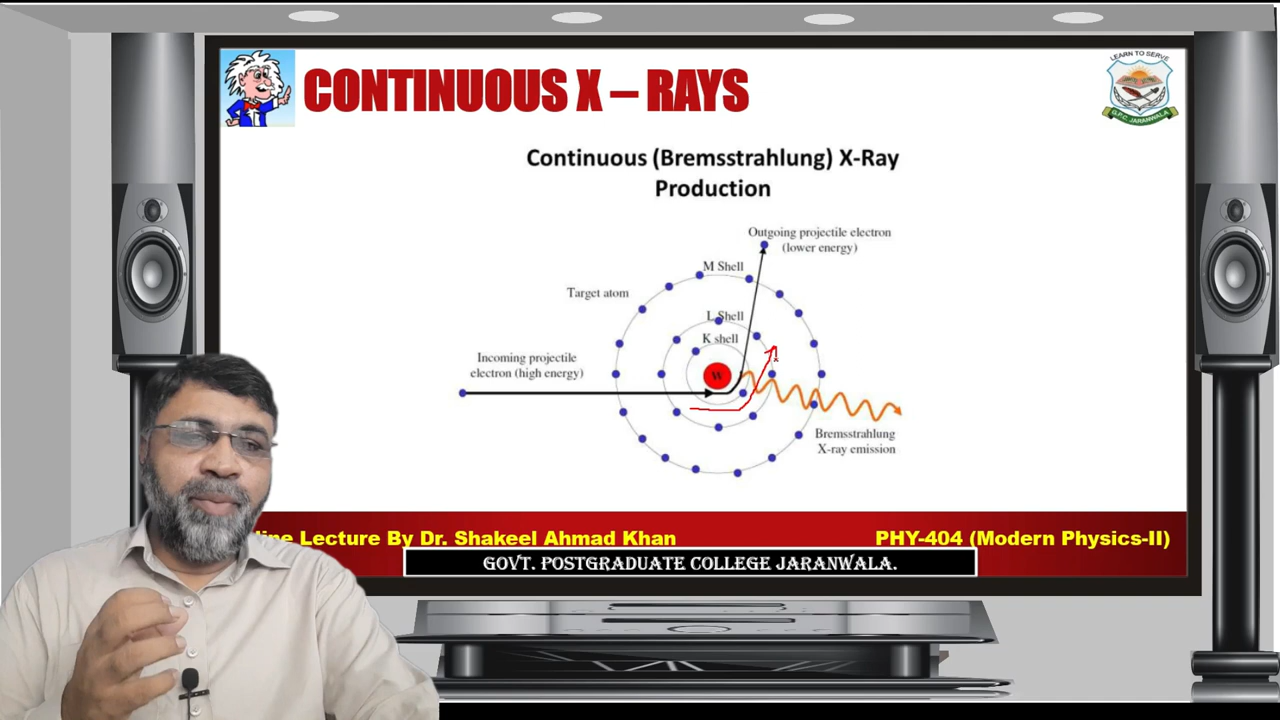 LEARN TO SERVE
CONTINUOUS X – RAYS
G.P.C. JARANWALA
Continuous (Bremsstrahlung) X-Ray
Production
Outgoing projectile electron
(lower energy)
M Shell
Target atom
L Shell
K shell
Incoming projectile
electron (high energy)
W
Bremsstrahlung
X-ray emission
Lecture By Dr. Shakeel Ahmad Khan
PHY-404 (Modern Physics-II)
GOVT. POSTGRADUATE COLLEGE JARANWALA.